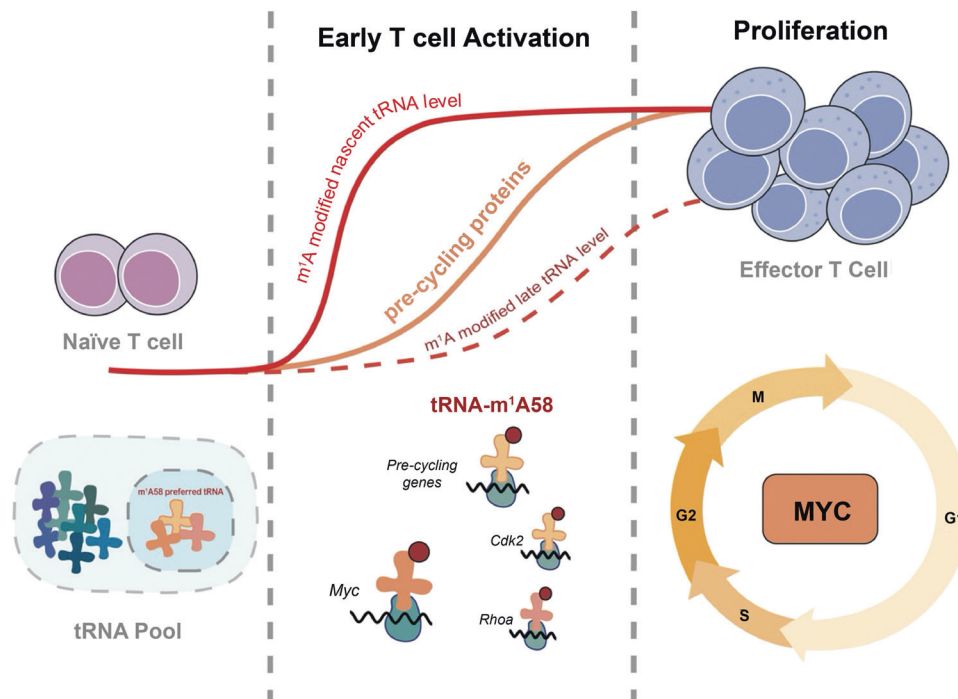 Early T cell Activation
Proliferation
m¹A modified nascent tRNA level
pre-cycling proteins
m¹A modified late tRNA level
Naïve T cell
Effector T Cell
tRNA-m¹A58
m¹A58 preferred tRNA
tRNA Pool
Pre-cycling
genes
Cdk2
Myc
Rhoa
M
G2
S
MYC